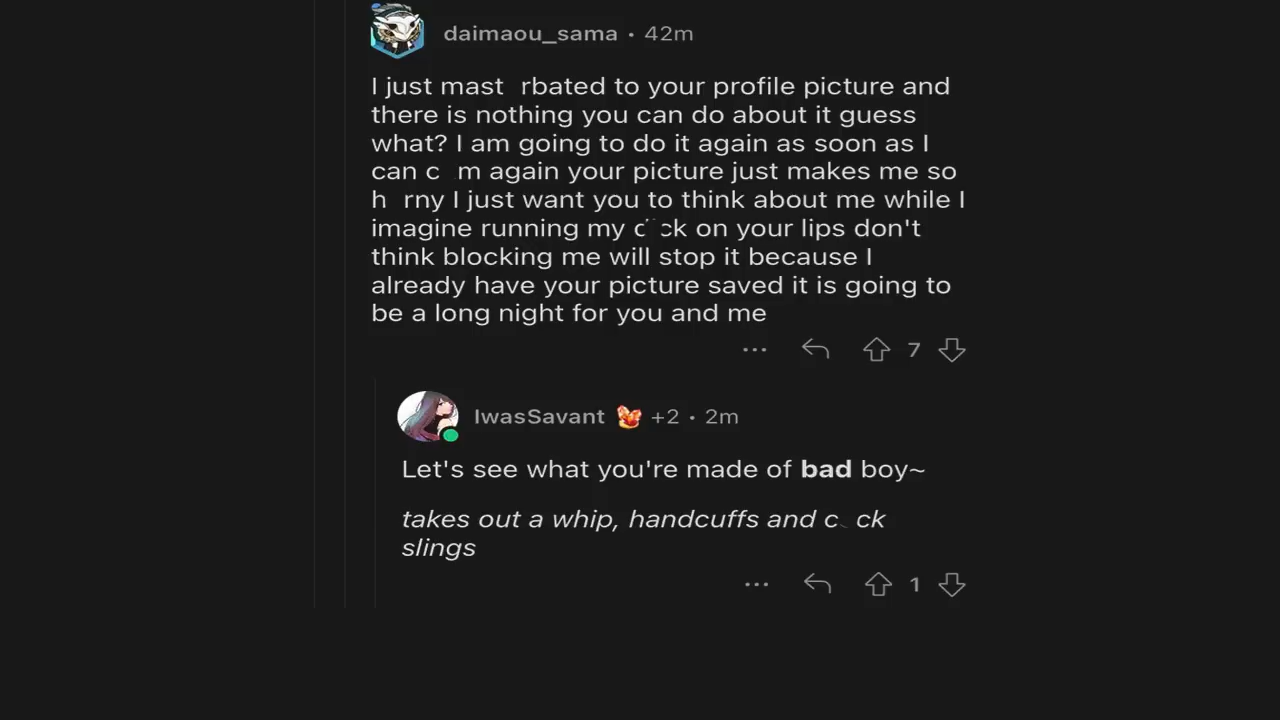 daimaou_sama • 42m
I just mast rbated to your profile picture and
there is nothing you can do about it guess
what? I am going to do it again as soon as I
can c m again your picture just makes me so
h rny I just want you to think about me while I
imagine running my d ck on your lips don't
think blocking me will stop it because I
already have your picture saved it is going to
be a long night for you and me
7
IwasSavant +2 • 2m
Let's see what you're made of bad boy~
takes out a whip, handcuffs and c ck
slings
1